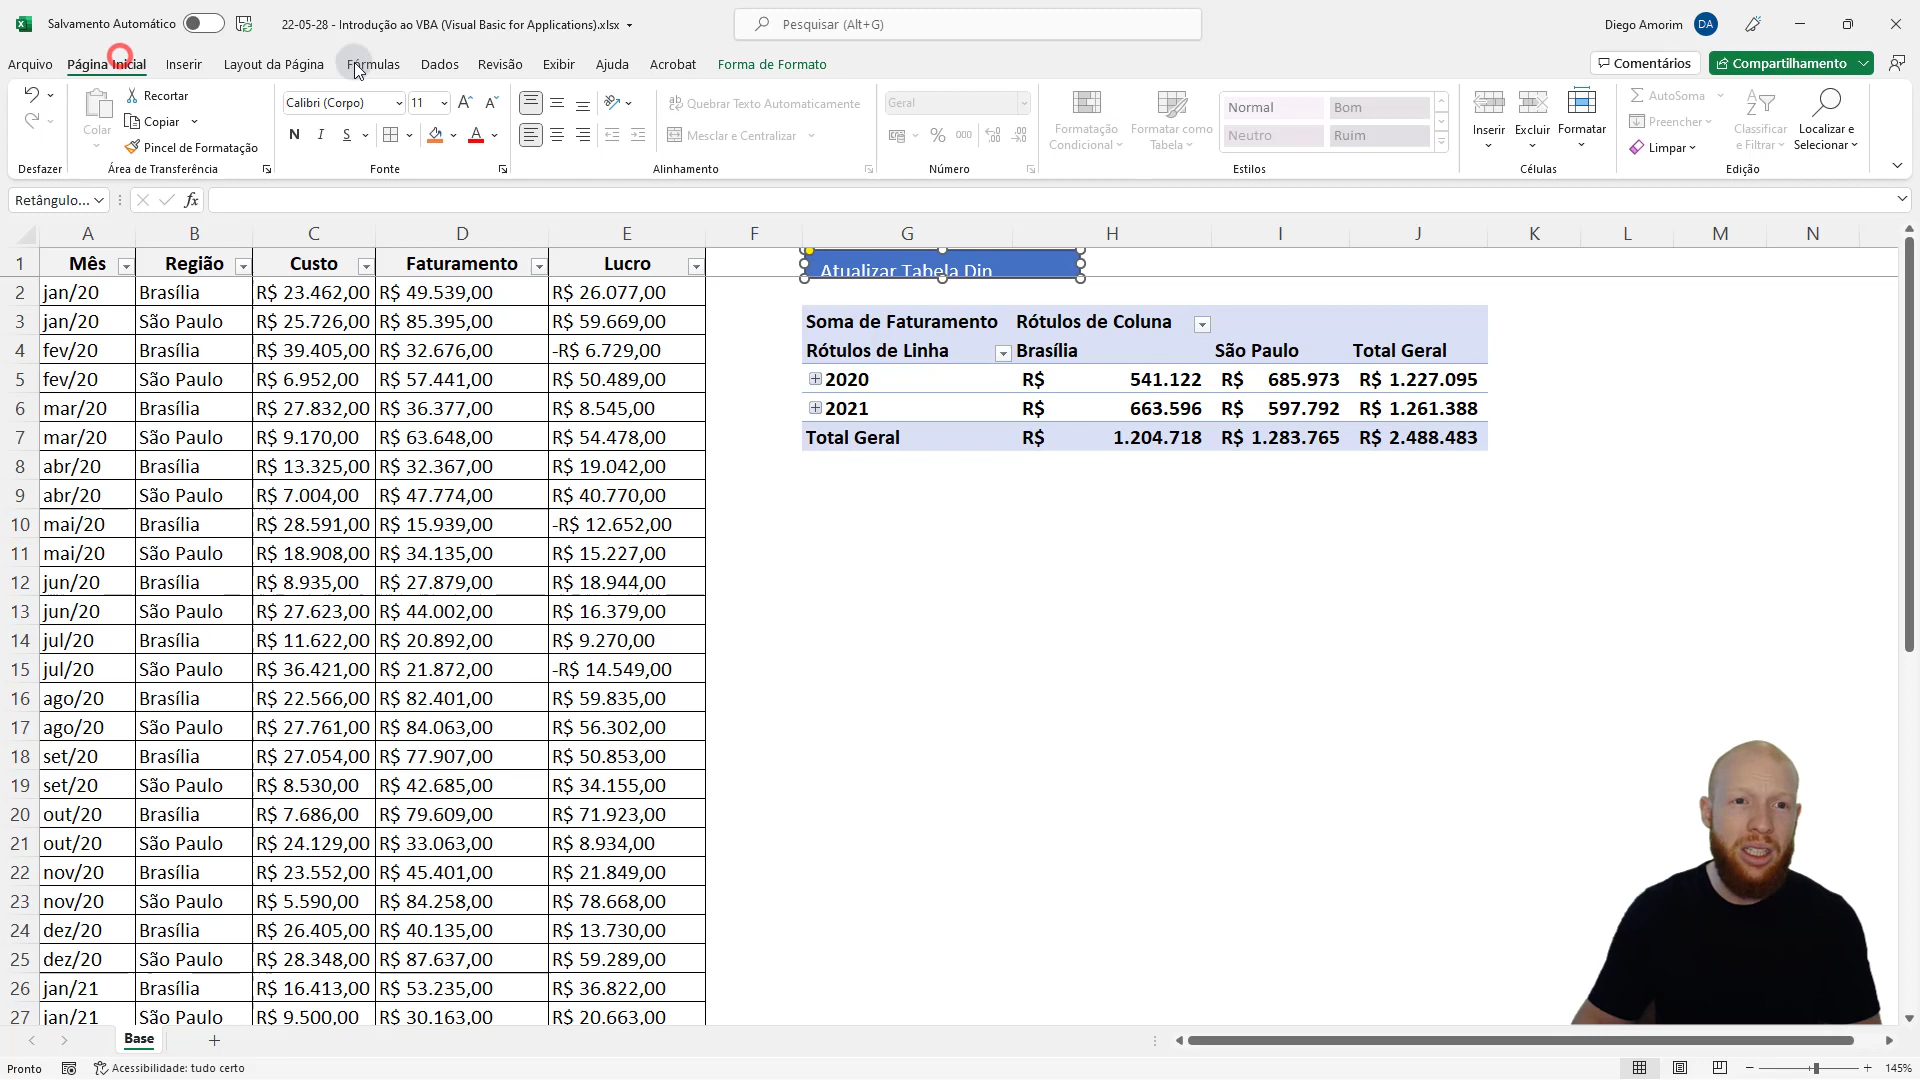 Salvamento Automático
22-05-28 - Introdução ao VBA (Visual Basic for Applications).xlsx
Pesquisar (Alt+G)
Diego Amorim DA
Arquivo Página Inicial Inserir Layout da Página Fórmulas Dados Revisão Exibir Ajuda Acrobat Forma de Formato
Comentários Compartilhamento
Colar
Recortar
Copiar
Pincel de Formatação
Calibri (Corpo) 11
N I S
Quebrar Texto Automaticamente
Mesclar e Centralizar
Geral
Formatação Condicional
Formatar como Tabela
Normal Bom
Neutro Ruim
Inserir Excluir Formatar
AutoSoma
Preencher
Limpar
Classificar e Filtrar
Localizar e Selecionar
Desfazer Área de Transferência Fonte Alinhamento Número Estilos Células Edição
Retângulo... fx
A B C D E F G H I J K L M N
1 Mês Região Custo Faturamento Lucro
2 jan/20 Brasília R$ 23.462,00 R$ 49.539,00 R$ 26.077,00
3 jan/20 São Paulo R$ 25.726,00 R$ 85.395,00 R$ 59.669,00
4 fev/20 Brasília R$ 39.405,00 R$ 32.676,00 -R$ 6.729,00
5 fev/20 São Paulo R$ 6.952,00 R$ 57.441,00 R$ 50.489,00
6 mar/20 Brasília R$ 27.832,00 R$ 36.377,00 R$ 8.545,00
7 mar/20 São Paulo R$ 9.170,00 R$ 63.648,00 R$ 54.478,00
8 abr/20 Brasília R$ 13.325,00 R$ 32.367,00 R$ 19.042,00
9 abr/20 São Paulo R$ 7.004,00 R$ 47.774,00 R$ 40.770,00
10 mai/20 Brasília R$ 28.591,00 R$ 15.939,00 -R$ 12.652,00
11 mai/20 São Paulo R$ 18.908,00 R$ 34.135,00 R$ 15.227,00
12 jun/20 Brasília R$ 8.935,00 R$ 27.879,00 R$ 18.944,00
13 jun/20 São Paulo R$ 27.623,00 R$ 44.002,00 R$ 16.379,00
14 jul/20 Brasília R$ 11.622,00 R$ 20.892,00 R$ 9.270,00
15 jul/20 São Paulo R$ 36.421,00 R$ 21.872,00 -R$ 14.549,00
16 ago/20 Brasília R$ 22.566,00 R$ 82.401,00 R$ 59.835,00
17 ago/20 São Paulo R$ 27.761,00 R$ 84.063,00 R$ 56.302,00
18 set/20 Brasília R$ 27.054,00 R$ 77.907,00 R$ 50.853,00
19 set/20 São Paulo R$ 8.530,00 R$ 42.685,00 R$ 34.155,00
20 out/20 Brasília R$ 7.686,00 R$ 79.609,00 R$ 71.923,00
21 out/20 São Paulo R$ 24.129,00 R$ 33.063,00 R$ 8.934,00
22 nov/20 Brasília R$ 23.552,00 R$ 45.401,00 R$ 21.849,00
23 nov/20 São Paulo R$ 5.590,00 R$ 84.258,00 R$ 78.668,00
24 dez/20 Brasília R$ 26.405,00 R$ 40.135,00 R$ 13.730,00
25 dez/20 São Paulo R$ 28.348,00 R$ 87.637,00 R$ 59.289,00
26 jan/21 Brasília R$ 16.413,00 R$ 53.235,00 R$ 36.822,00
27 jan/21 São Paulo R$ 9.500,00 R$ 30.163,00 R$ 20.663,00
Atualizar Tabela Din
Soma de Faturamento Rótulos de Coluna
Rótulos de Linha Brasília São Paulo Total Geral
2020 R$ 541.122 R$ 685.973 R$ 1.227.095
2021 R$ 663.596 R$ 597.792 R$ 1.261.388
Total Geral R$ 1.204.718 R$ 1.283.765 R$ 2.488.483
Base
Pronto Acessibilidade: tudo certo 145%